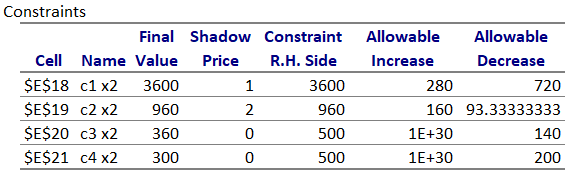 Constraints
Final Shadow Constraint Allowable Allowable
Cell Name Value Price R.H. Side Increase Decrease
$E$18 c1 x2 3600 1 3600 280 720
$E$19 c2 x2 960 2 960 160 93.33333333
$E$20 c3 x2 360 0 500 1E+30 140
$E$21 c4 x2 300 0 500 1E+30 200